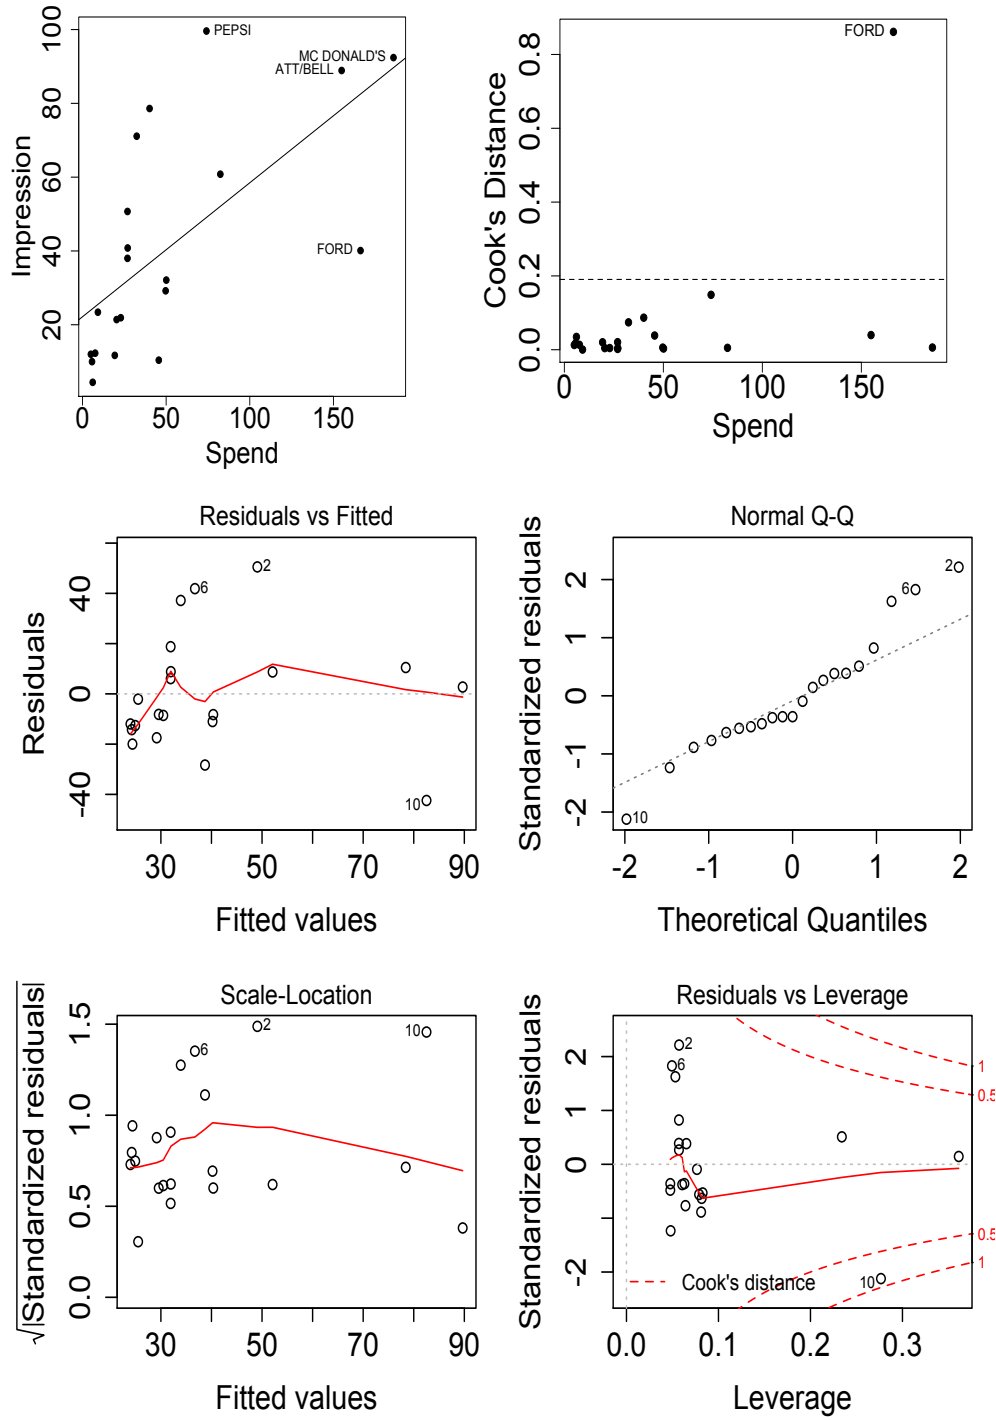 PEPSI
MC DONALD'S
ATT/BELL
FORD
Impression
20 40 60 80 100
0 50 100 150
Spend
FORD
Cook's Distance
0.0 0.2 0.4 0.6 0.8
0 50 100 150
Spend
Residuals vs Fitted
Residuals
-40 0 40
2
6
10
30 50 70 90
Fitted values
Normal Q-Q
Standardized residuals
-2 -1 0 1 2
2
6
10
-2 -1 0 1 2
Theoretical Quantiles
Scale-Location
√|Standardized residuals|
0.0 0.5 1.0 1.5
2
10
6
30 50 70 90
Fitted values
Residuals vs Leverage
Standardized residuals
-2 0 2
2
6
1
0.5
0.5
1
10
Cook's distance
0.0 0.1 0.2 0.3
Leverage